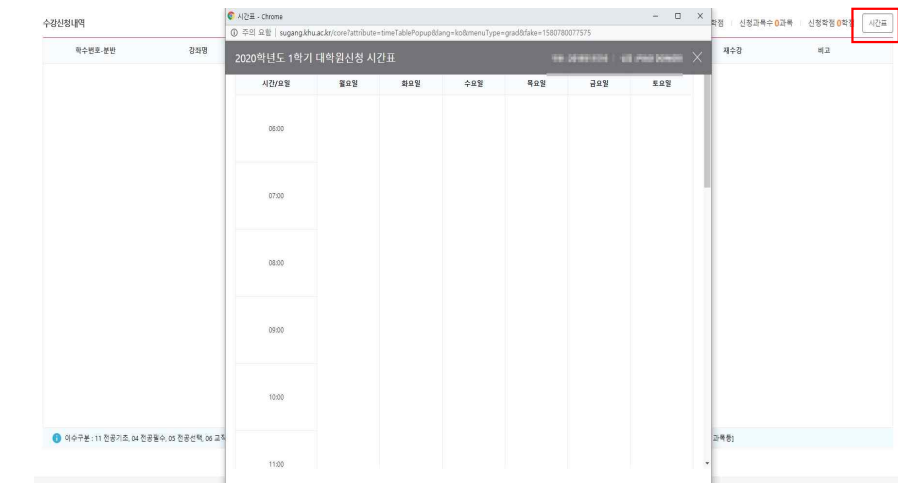 수강신청내역
학점 | 신청과목수 0과목 | 신청학점 0학점
시간표
학수번호-분반 강좌명 재수강 비고
시간표 - Chrome
주의 요함 | sugang.khu.ac.kr/core?attribute=timeTablePopup&lang=ko&menuType=grad&fake=1580780077575
2020학년도 1학기 대학원신청 시간표
시간/요일 월요일 화요일 수요일 목요일 금요일 토요일
06:00
07:00
08:00
09:00
10:00
11:00
이수구분 : 11 전공기초, 04 전공필수, 05 전공선택, 06 교직
과목등]